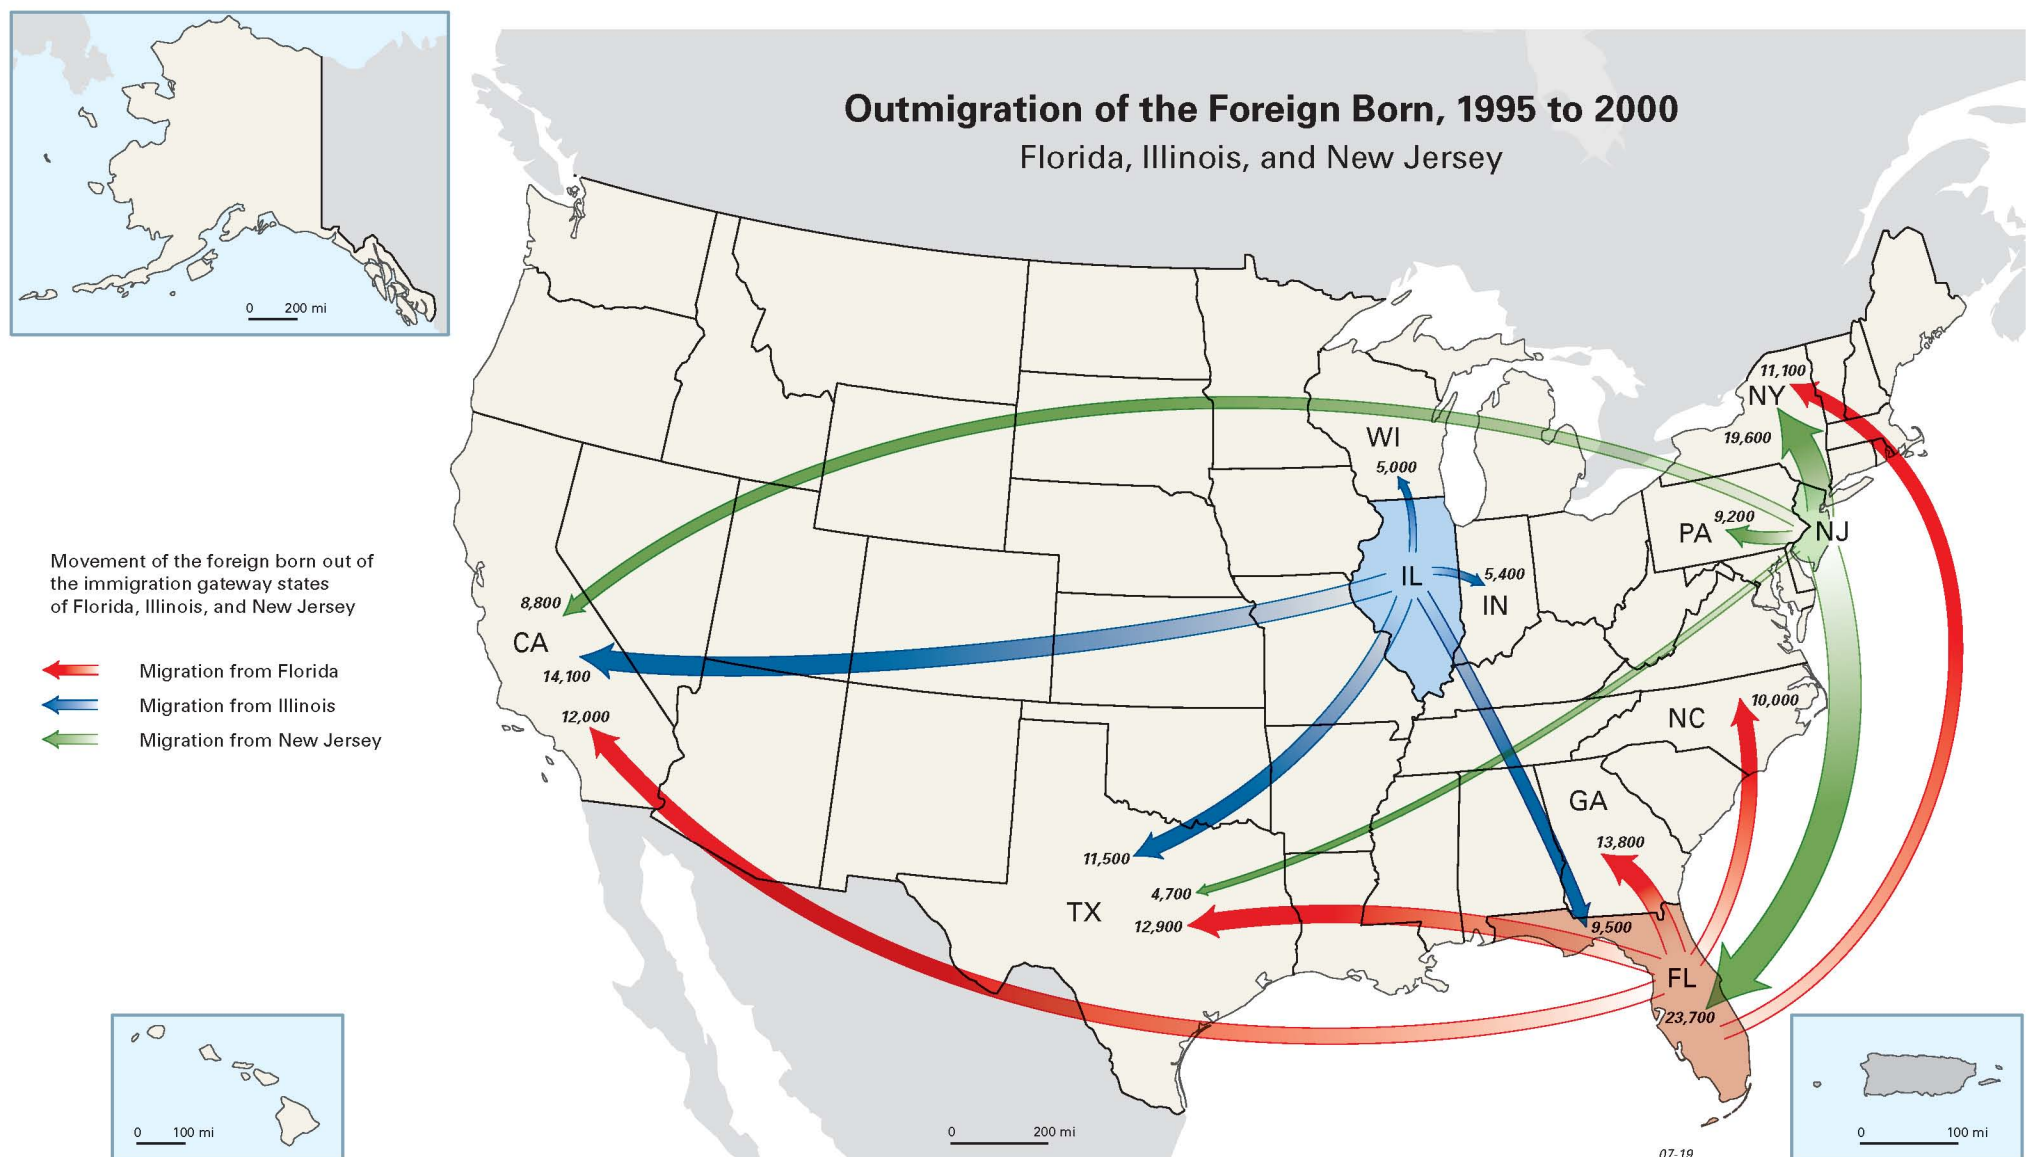 Outmigration of the Foreign Born, 1995 to 2000
Florida, Illinois, and New Jersey
0 200 mi
11,100
NY
19,600
WI
5,000
PA
9,200
NJ
IL
5,400
IN
8,800
CA
14,100
12,000
Movement of the foreign born out of
the immigration gateway states
of Florida, Illinois, and New Jersey
Migration from Florida
Migration from Illinois
Migration from New Jersey
NC
10,000
GA
13,800
11,500
4,700
TX
12,900
9,500
FL
23,700
0 100 mi
0 200 mi
0 100 mi
07-19